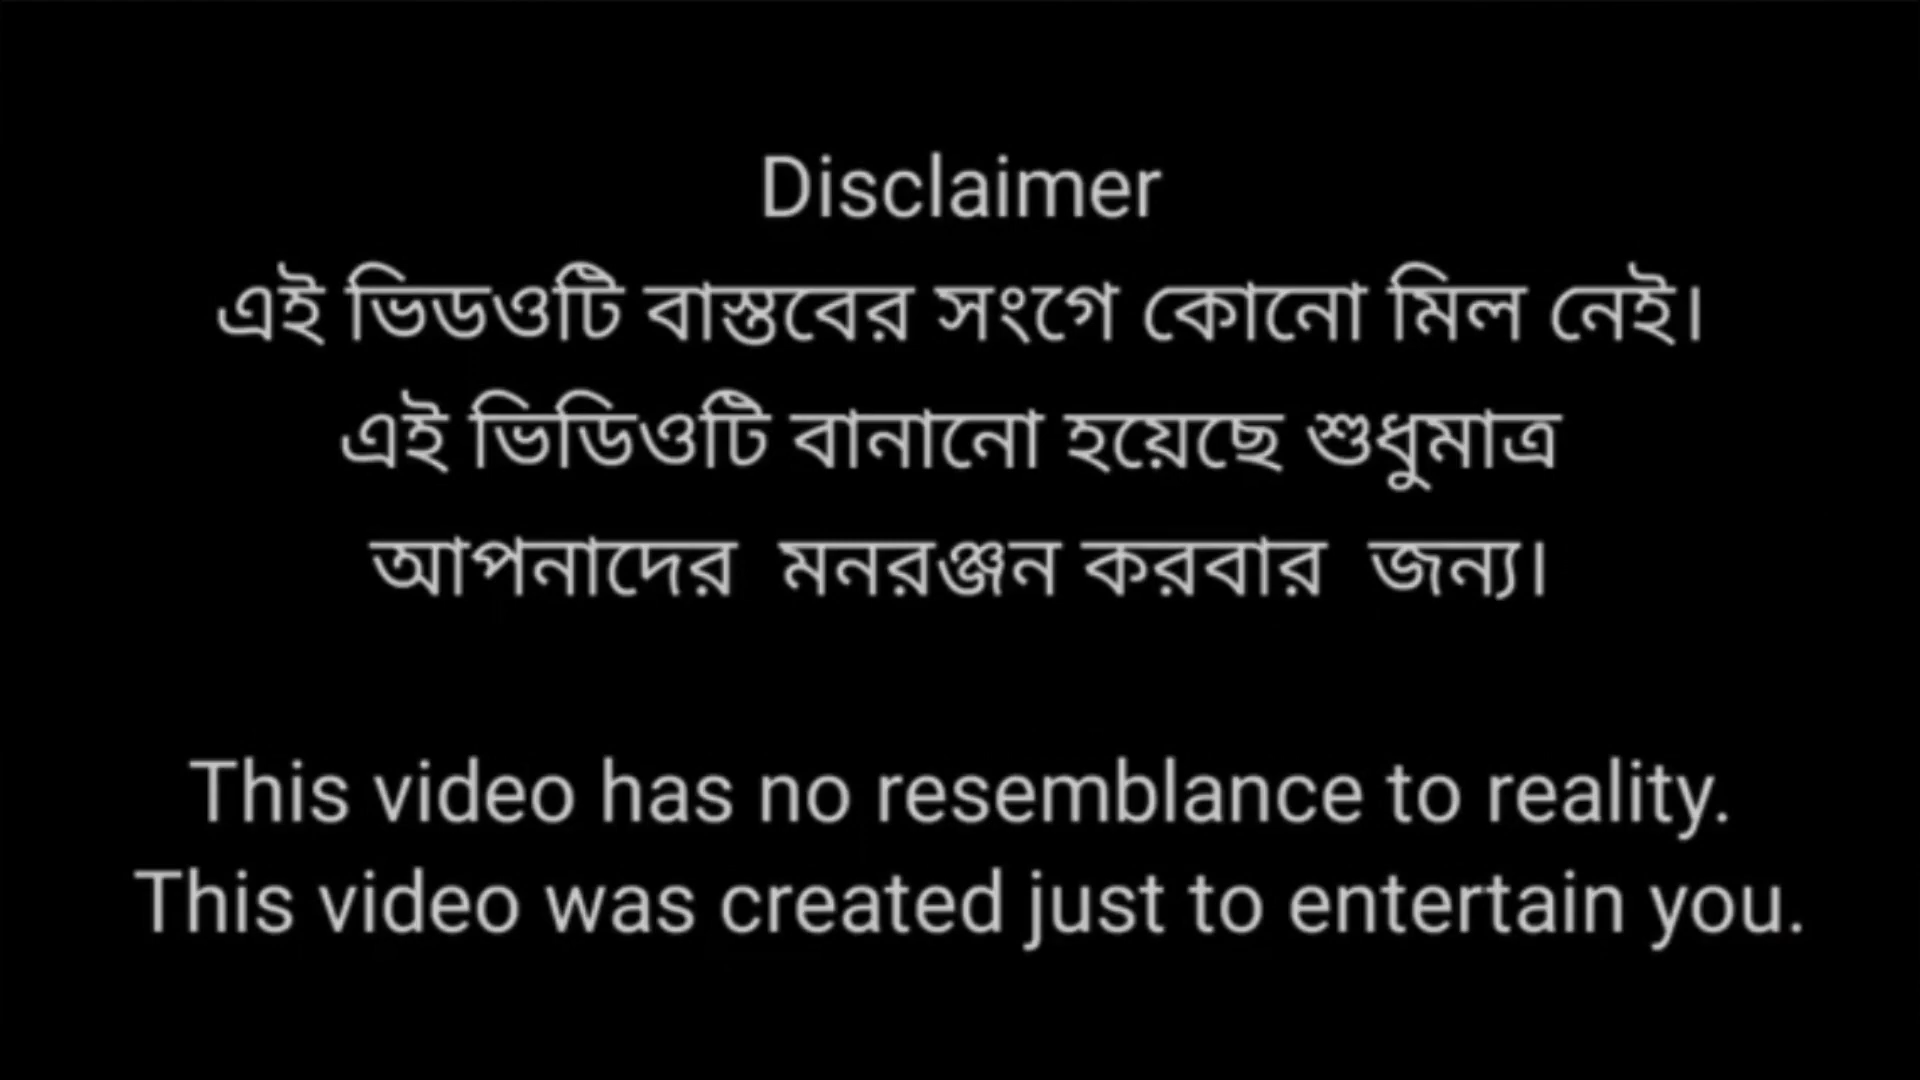 Disclaimer
এই ভিডওটি বাস্তবের সংগে কোনো মিল নেই।
এই ভিডিওটি বানানো হয়েছে শুধুমাত্র
আপনাদের মনরঞ্জন করবার জন্য।
This video has no resemblance to reality.
This video was created just to entertain you.